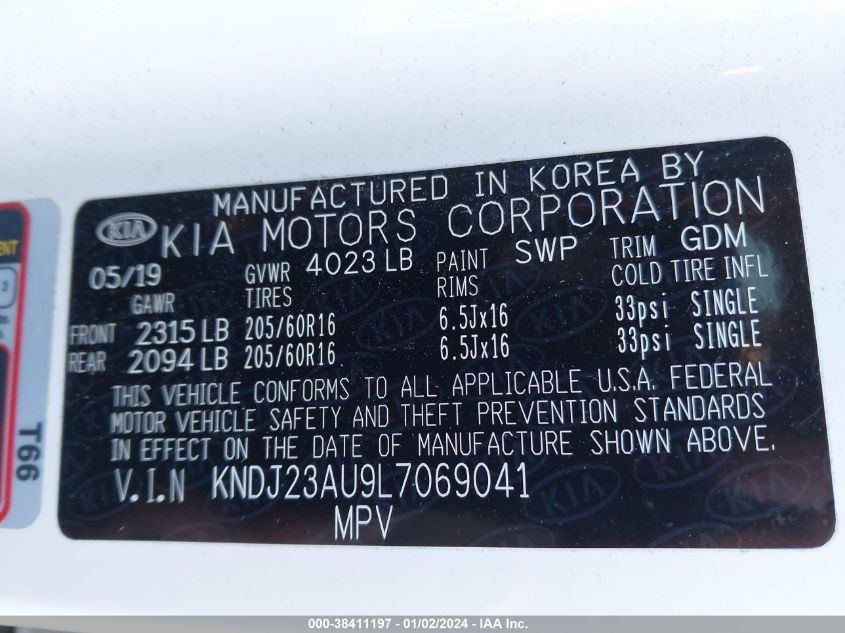 MANUFACTURED IN KOREA BY
KIA KIA MOTORS CORPORATION
05/19 GVWR 4023 LB PAINT SWP TRIM GDM
GAWR TIRES RIMS COLD TIRE INFL
FRONT 2315 LB 205/60R16 6.5Jx16 33psi SINGLE
REAR 2094 LB 205/60R16 6.5Jx16 33psi SINGLE
THIS VEHICLE CONFORMS TO ALL APPLICABLE U.S.A. FEDERAL
MOTOR VEHICLE SAFETY AND THEFT PREVENTION STANDARDS
IN EFFECT ON THE DATE OF MANUFACTURE SHOWN ABOVE.
V.I.N KNDJ23AU9L7069041
MPV
T66
000-38411197 - 01/02/2024 - IAA Inc.